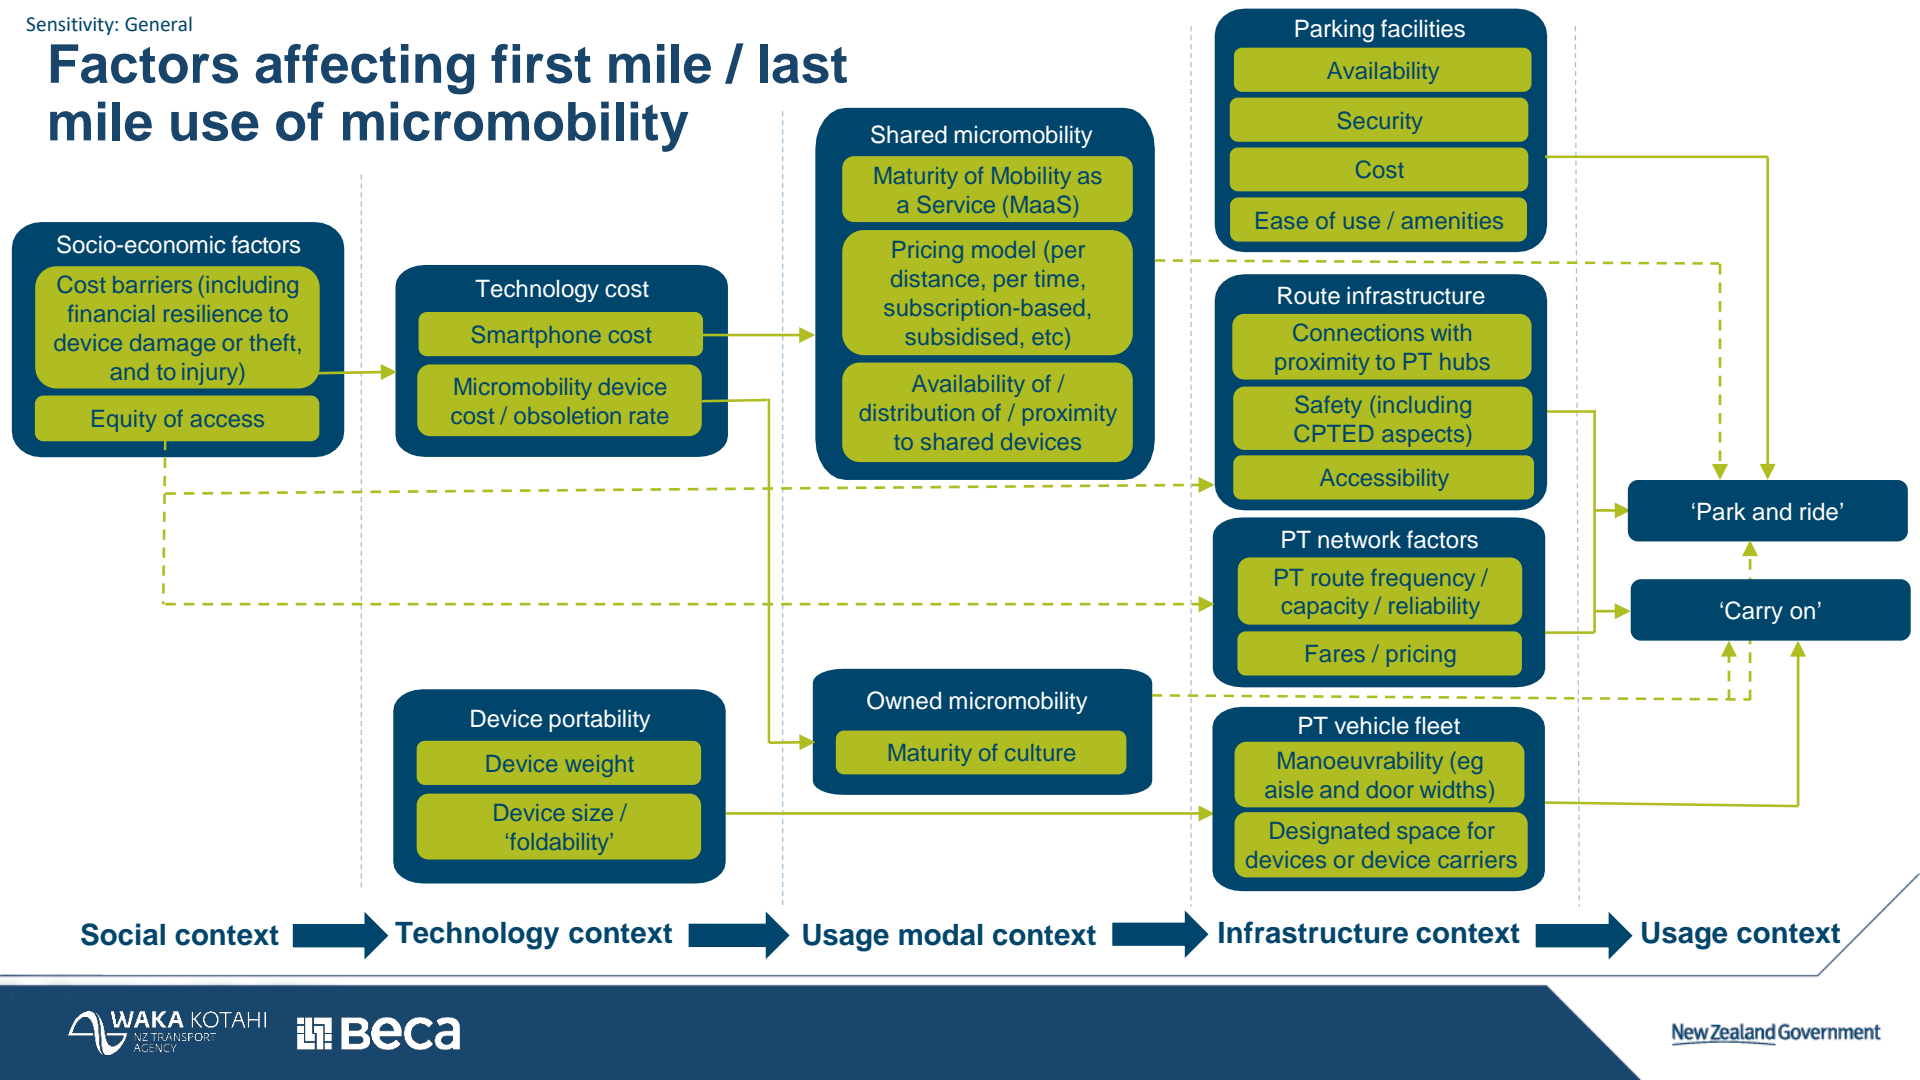 Sensitivity: General
Factors affecting first mile / last
mile use of micromobility
Socio-economic factors
Cost barriers (including
financial resilience to
device damage or theft,
and to injury)
Equity of access
Technology cost
Smartphone cost
Micromobility device
cost / obsoletion rate
Device portability
Device weight
Device size /
‘foldability’
Shared micromobility
Maturity of Mobility as
a Service (MaaS)
Pricing model (per
distance, per time,
subscription-based,
subsidised, etc)
Availability of /
distribution of / proximity
to shared devices
Owned micromobility
Maturity of culture
Parking facilities
Availability
Security
Cost
Ease of use / amenities
Route infrastructure
Connections with
proximity to PT hubs
Safety (including
CPTED aspects)
Accessibility
PT network factors
PT route frequency /
capacity / reliability
Fares / pricing
PT vehicle fleet
Manoeuvrability (eg
aisle and door widths)
Designated space for
devices or device carriers
‘Park and ride’
‘Carry on’
Social context
Technology context
Usage modal context
Infrastructure context
Usage context
WAKA KOTAHI
NZ TRANSPORT
AGENCY
Beca
New Zealand Government